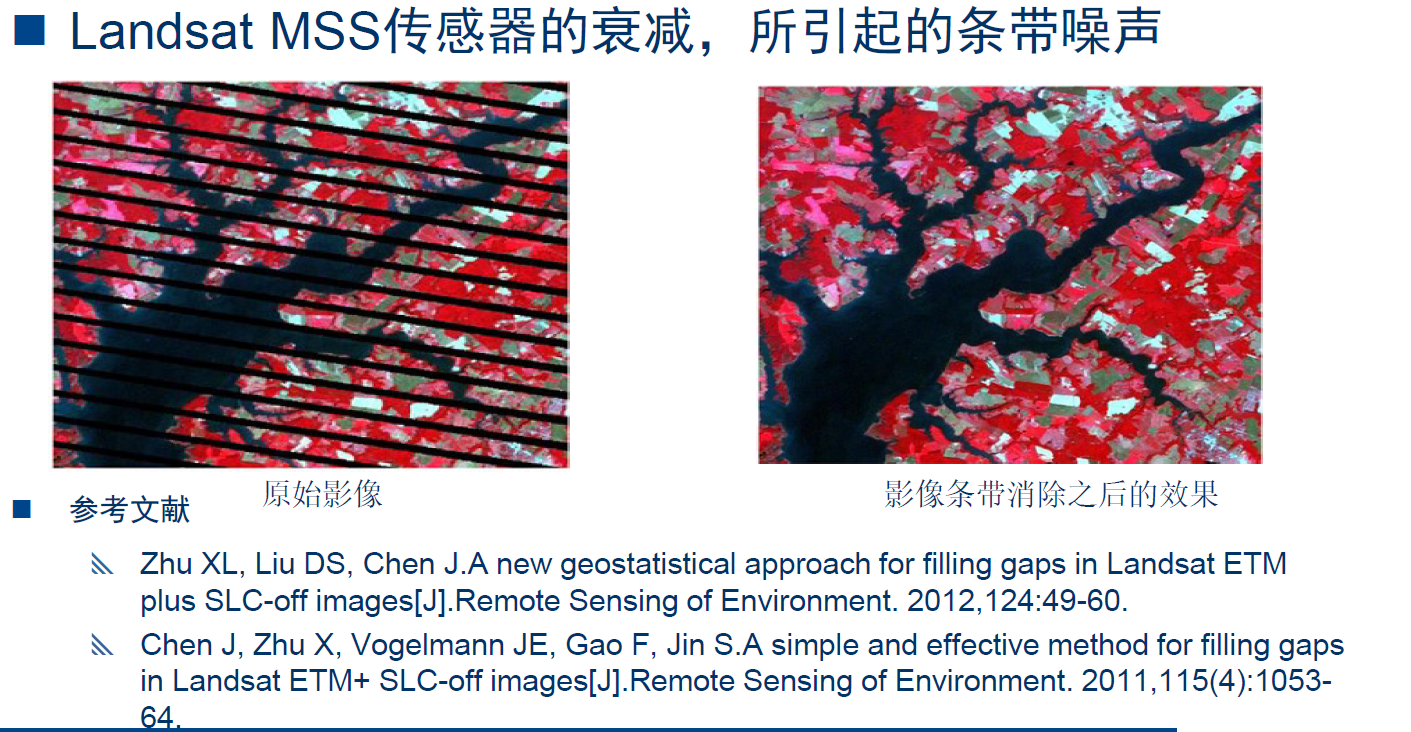 Landsat MSS传感器的衰减，所引起的条带噪声
原始影像
影像条带消除之后的效果
参考文献
Zhu XL, Liu DS, Chen J.A new geostatistical approach for filling gaps in Landsat ETM
plus SLC-off images[J].Remote Sensing of Environment. 2012,124:49-60.
Chen J, Zhu X, Vogelmann JE, Gao F, Jin S.A simple and effective method for filling gaps
in Landsat ETM+ SLC-off images[J].Remote Sensing of Environment. 2011,115(4):1053-
64.